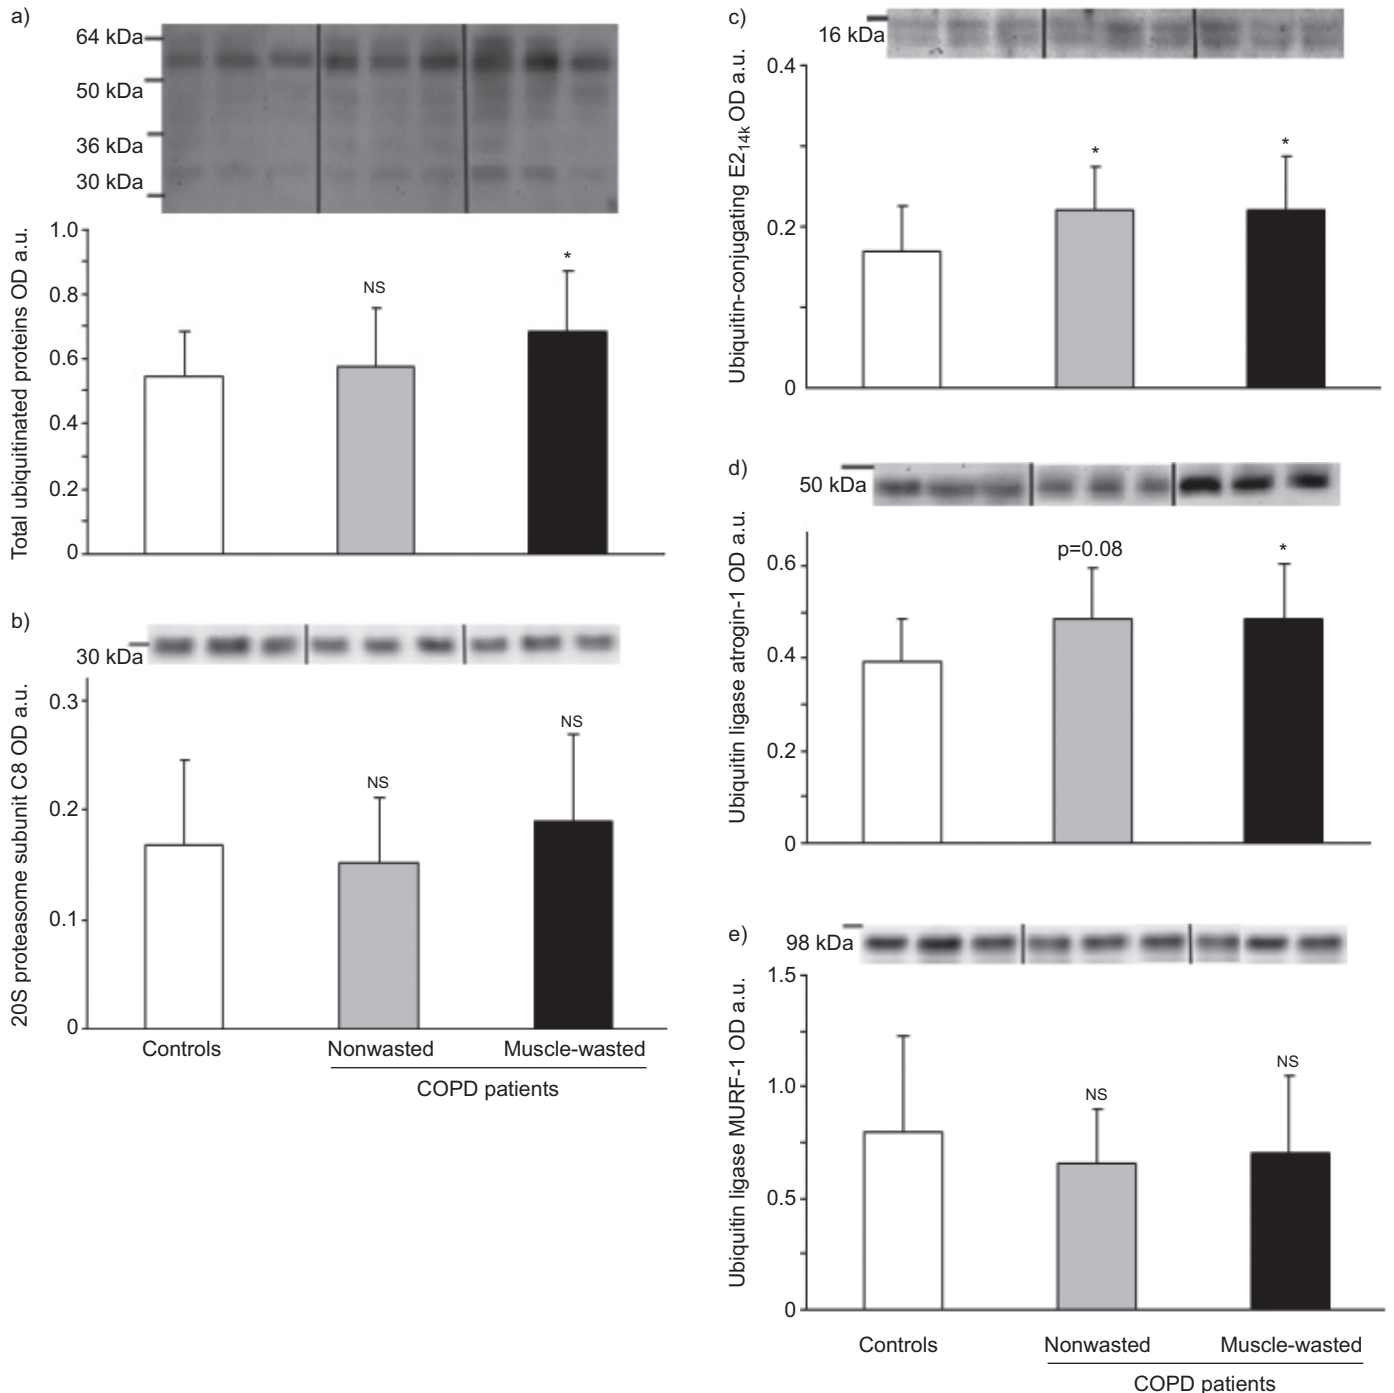 a)
64 kDa
50 kDa
36 kDa
30 kDa
Total ubiquitinated proteins OD a.u.
1.0
0.8
0.6
0.4
0.2
0
NS
*
b)
30 kDa
20S proteasome subunit C8 OD a.u.
0.3
0.2
0.1
0
NS
NS
Controls Nonwasted Muscle-wasted
COPD patients
c)
16 kDa
Ubiquitin-conjugating E214k OD a.u.
0.4
0.2
0
*
*
d)
50 kDa
Ubiquitin ligase atrogin-1 OD a.u.
0.6
0.4
0.2
0
p=0.08
*
e)
98 kDa
Ubiquitin ligase MURF-1 OD a.u.
1.5
1.0
0.5
0
NS
NS
Controls Nonwasted Muscle-wasted
COPD patients